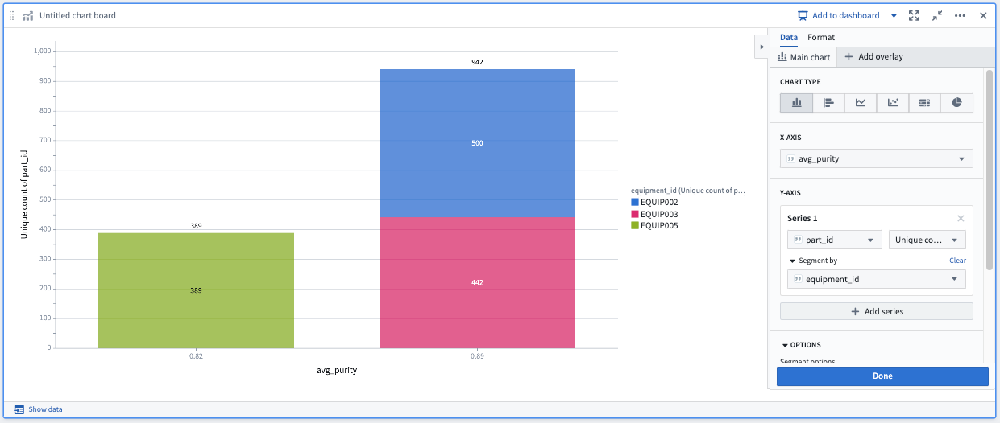 Untitled chart board
Add to dashboard
Data Format
Main chart
Add overlay
CHART TYPE
X-AXIS
avg_purity
Y-AXIS
Series 1
part_id
Unique co...
Segment by
Clear
equipment_id
Add series
OPTIONS
Segment options
Done
Unique count of part_id
1,000
900
800
700
600
500
400
300
200
100
0
389
389
942
500
442
0.82
0.89
avg_purity
equipment_id (Unique count of p...
EQUIP002
EQUIP003
EQUIP005
Show data